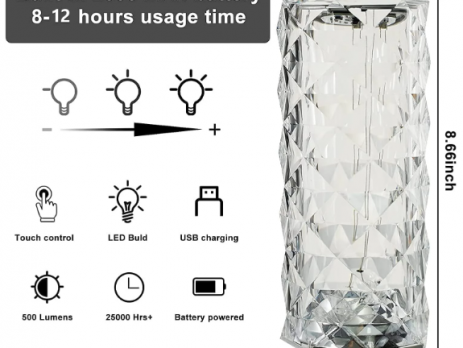 8-12 hours usage time
- +
Touch control
LED Buld
USB charging
500 Lumens
25000 Hrs+
Battery powered
8.66inch